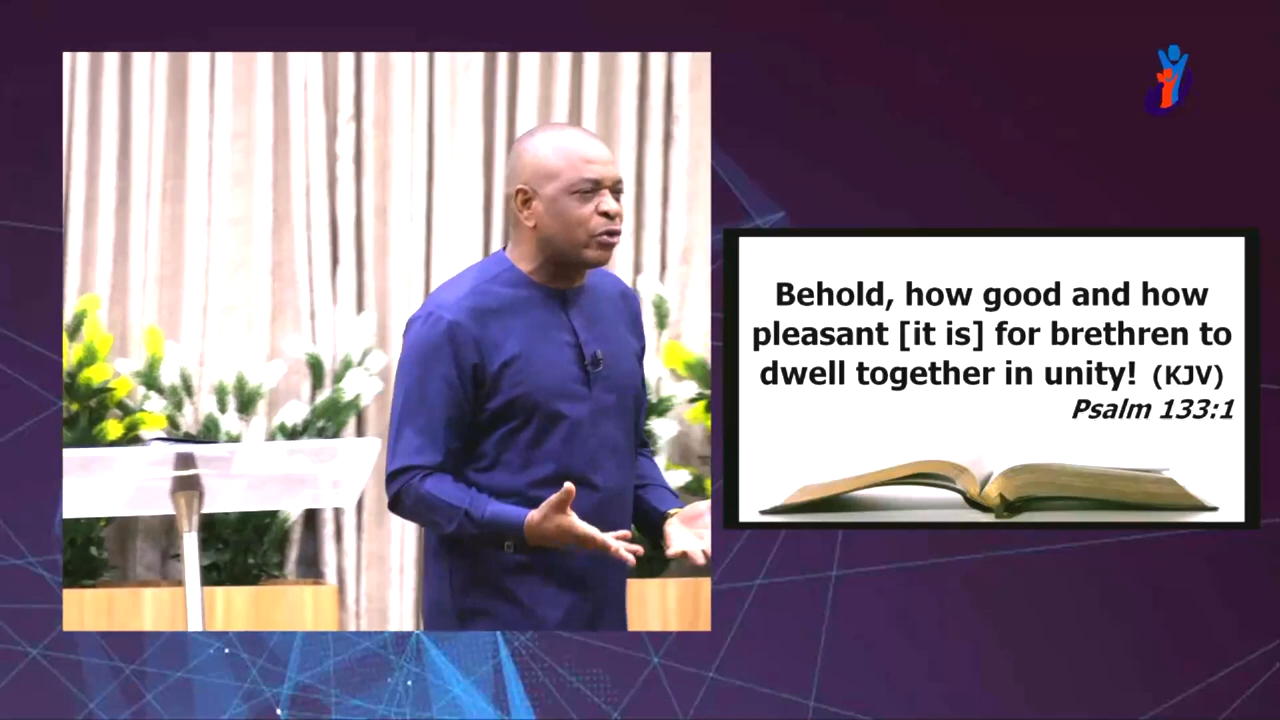 Behold, how good and how
pleasant [it is] for brethren to
dwell together in unity! (KJV)
Psalm 133:1